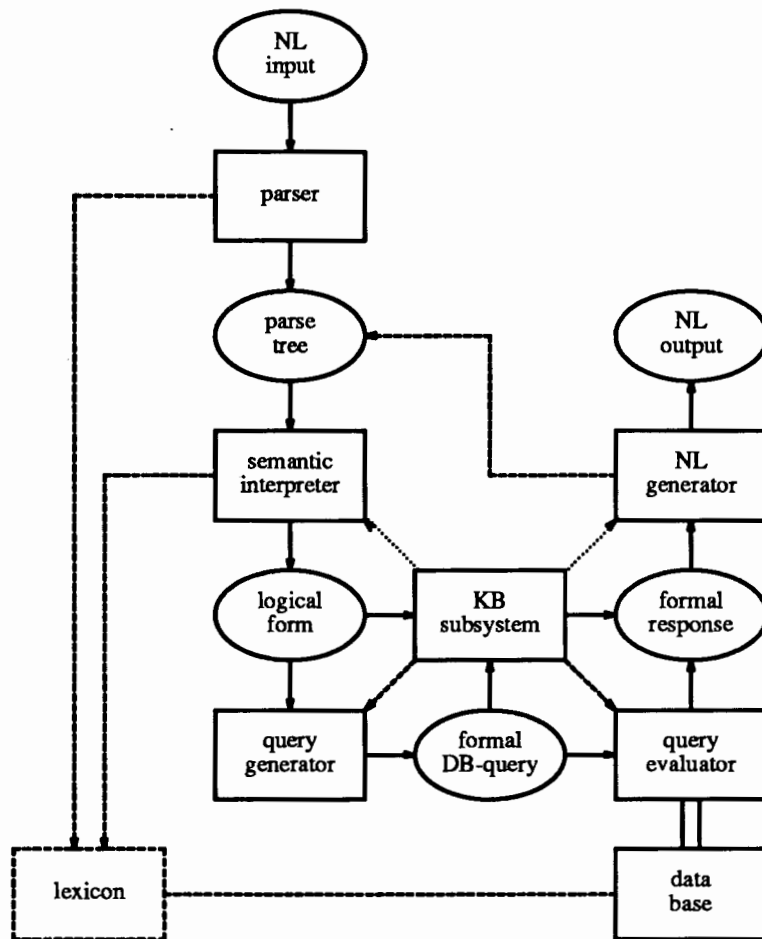 NL
input
parser
parse
tree
NL
output
semantic
interpreter
NL
generator
logical
form
KB
subsystem
formal
response
query
generator
formal
DB-query
query
evaluator
lexicon
data
base